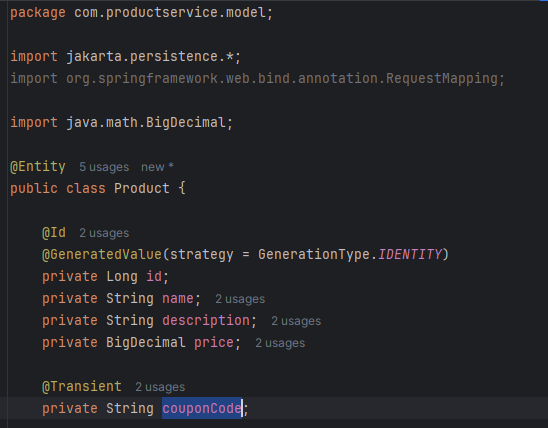 package com.productservice.model;
import jakarta.persistence.*;
import org.springframework.web.bind.annotation.RequestMapping;
import java.math.BigDecimal;
@Entity 5 usages new *
public class Product {
@Id 2 usages
@GeneratedValue(strategy = GenerationType.IDENTITY)
private Long id;
private String name; 2 usages
private String description; 2 usages
private BigDecimal price; 2 usages
@Transient 2 usages
private String couponCode;